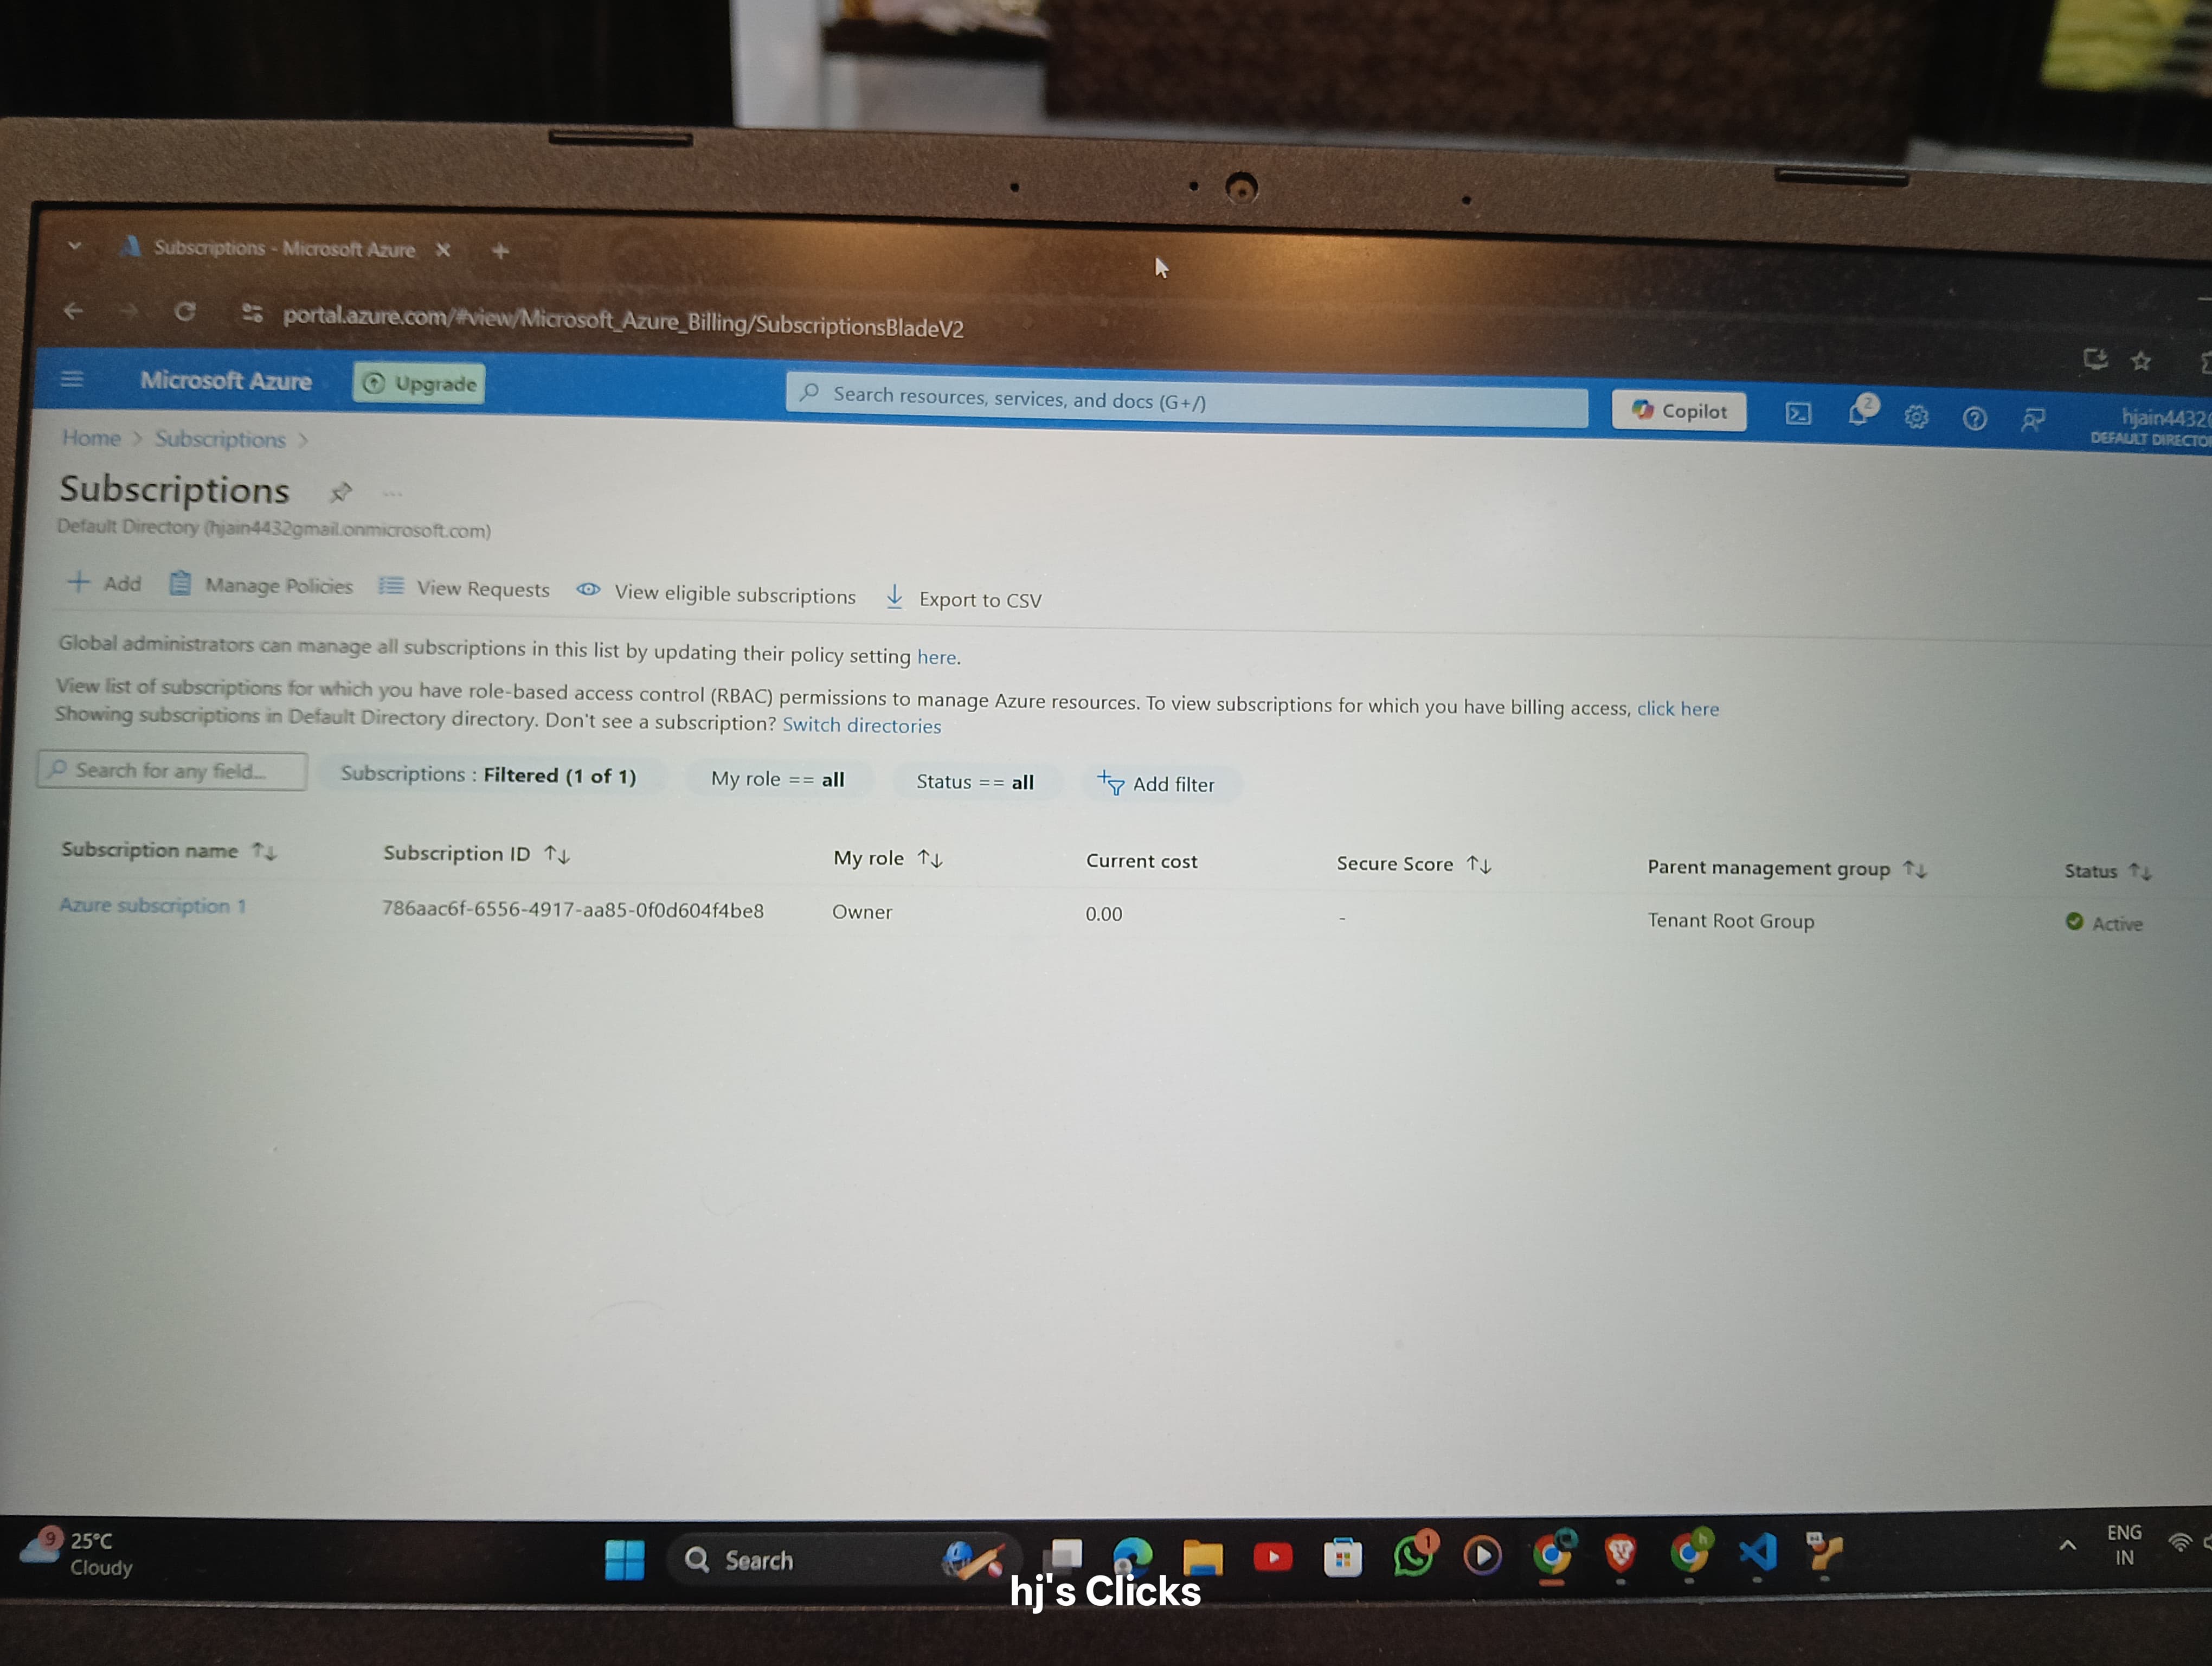 Subscriptions - Microsoft Azure
portal.azure.com/#view/Microsoft_Azure_Billing/SubscriptionsBladeV2
Microsoft Azure
Upgrade
Search resources, services, and docs (G+/)
Copilot
2
hjain4432
DEFAULT DIRECTO
Home > Subscriptions >
Subscriptions
Default Directory (hjain4432gmail.onmicrosoft.com)
Add
Manage Policies
View Requests
View eligible subscriptions
Export to CSV
Global administrators can manage all subscriptions in this list by updating their policy setting here.
View list of subscriptions for which you have role-based access control (RBAC) permissions to manage Azure resources. To view subscriptions for which you have billing access, click here
Showing subscriptions in Default Directory directory. Don't see a subscription? Switch directories
Search for any field...
Subscriptions : Filtered (1 of 1)
My role == all
Status == all
Add filter
Subscription name
Subscription ID
My role
Current cost
Secure Score
Parent management group
Status
Azure subscription 1
786aac6f-6556-4917-aa85-0f0d604f4be8
Owner
0.00
-
Tenant Root Group
Active
9
25°C
Cloudy
Search
1
h
ENG
IN
hj's Clicks